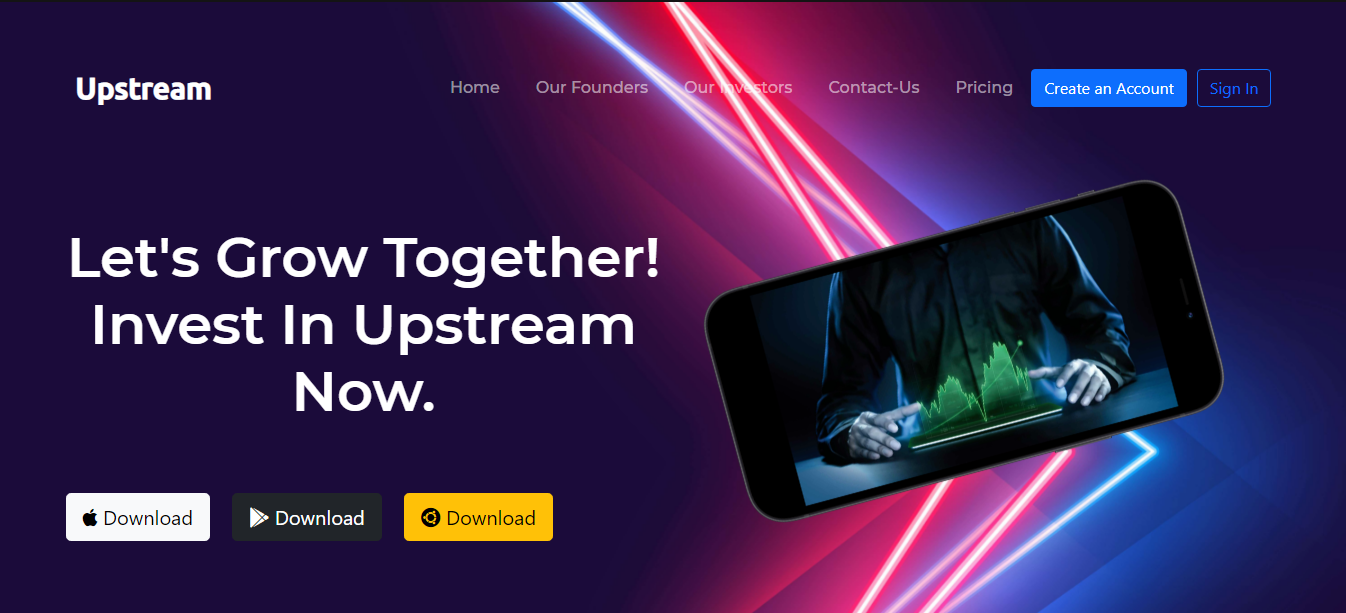 Upstream
Home Our Founders Our Investors Contact-Us Pricing Create an Account Sign In
Let's Grow Together!
Invest In Upstream
Now.
Download Download Download